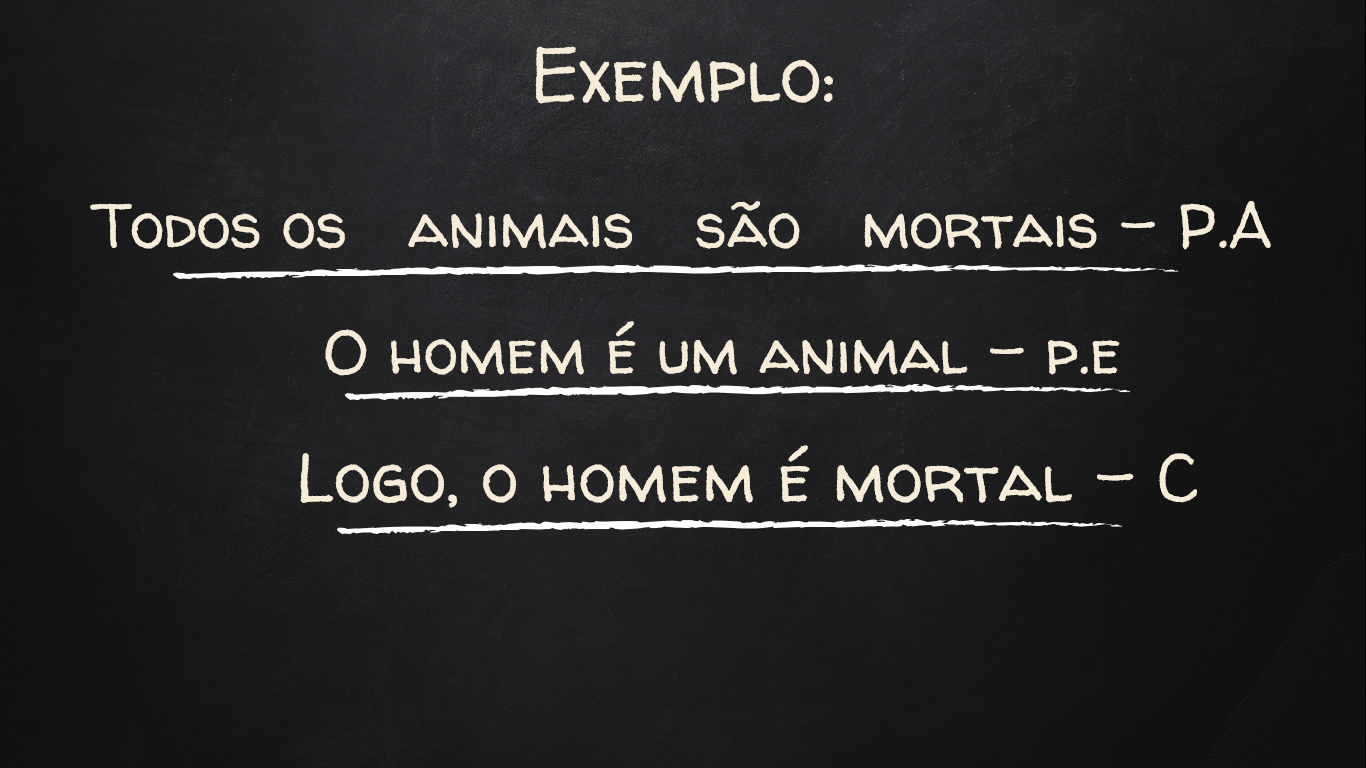 Exemplo:
Todos os animais são mortais – P.A
O homem é um animal – p.e
Logo, o homem é mortal – C